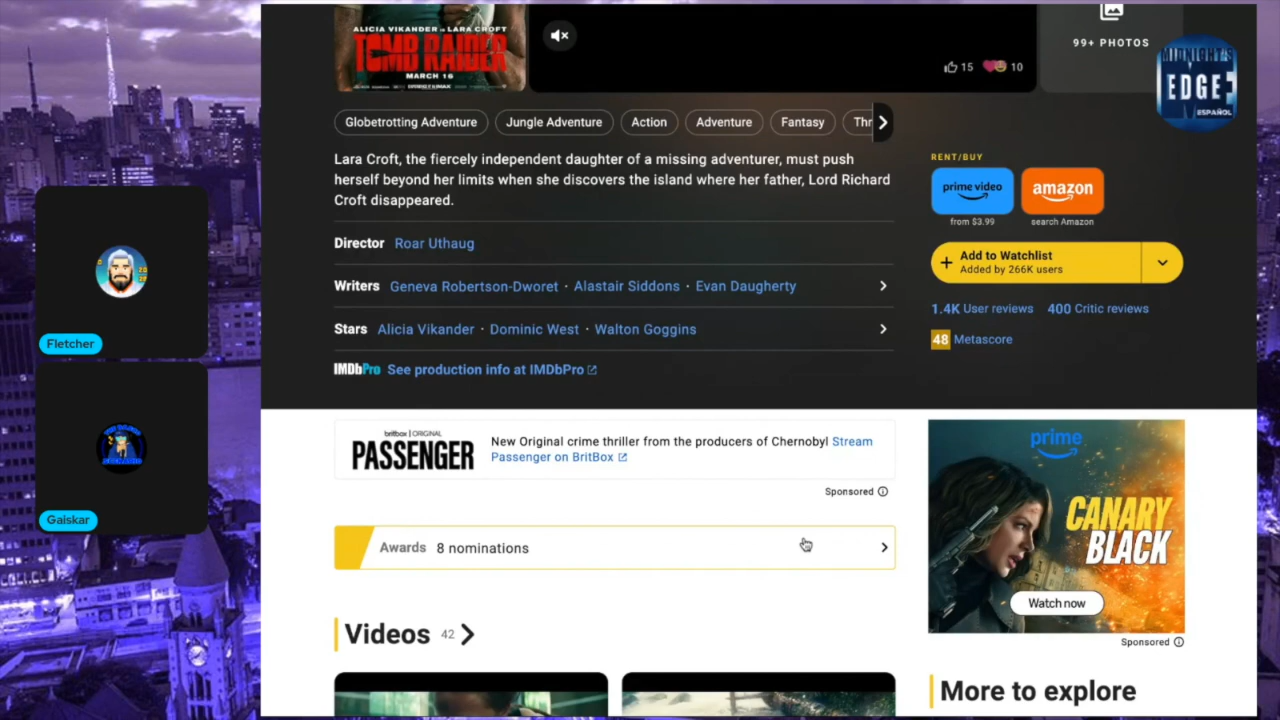 ALICIA VIKANDER IS LARA CROFT
TOMB RAIDER
MARCH 16
15
10
99+ PHOTOS
MIDNIGHT'S
EDGE
ESPAÑOL
Globetrotting Adventure
Jungle Adventure
Action
Adventure
Fantasy
Thr
Lara Croft, the fiercely independent daughter of a missing adventurer, must push
herself beyond her limits when she discovers the island where her father, Lord Richard
Croft disappeared.
Director Roar Uthaug
Writers Geneva Robertson-Dworet · Alastair Siddons · Evan Daugherty
Stars Alicia Vikander · Dominic West · Walton Goggins
IMDbPro See production info at IMDbPro
RENT/BUY
prime video
amazon
from $3.99
search Amazon
+ Add to Watchlist
Added by 266K users
1.4K User reviews 400 Critic reviews
48 Metascore
Fletcher
Gaiskar
britbox | ORIGINAL
PASSENGER
New Original crime thriller from the producers of Chernobyl Stream
Passenger on BritBox
Sponsored
Awards 8 nominations
prime
CANARY
BLACK
Watch now
Sponsored
Videos 42
More to explore